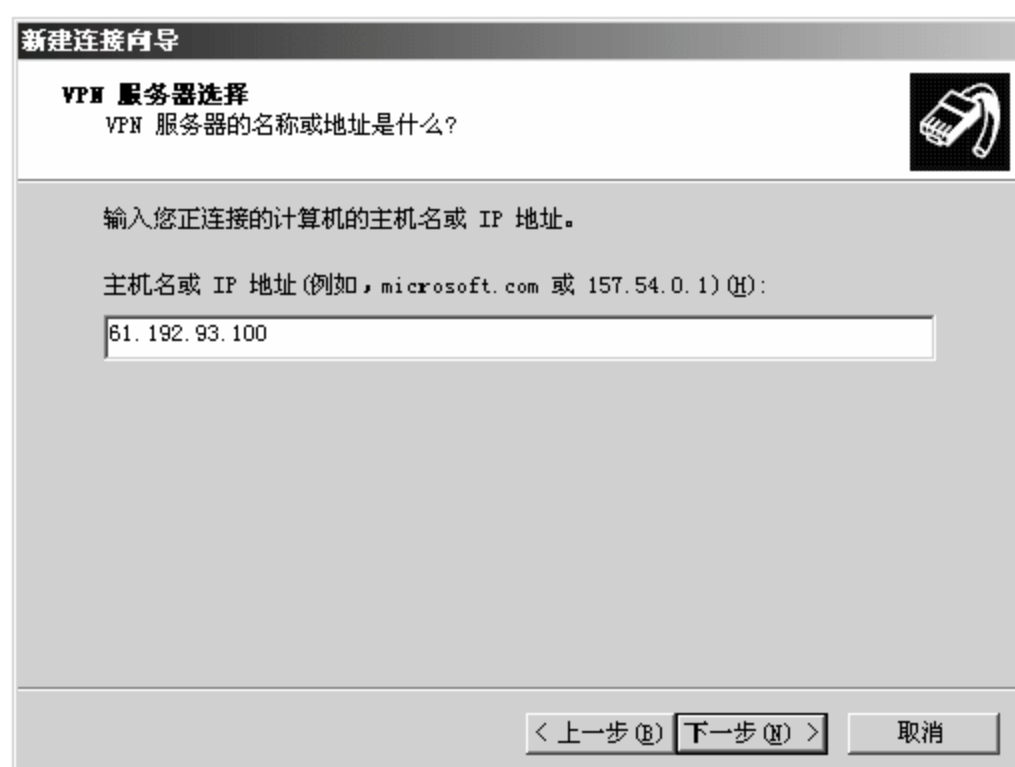 新建连接向导
VPN 服务器选择
VPN 服务器的名称或地址是什么?
输入您正连接的计算机的主机名或 IP 地址。
主机名或 IP 地址(例如,microsoft.com 或 157.54.0.1)(H):
61.192.93.100
< 上一步(B) 下一步(N) > 取消